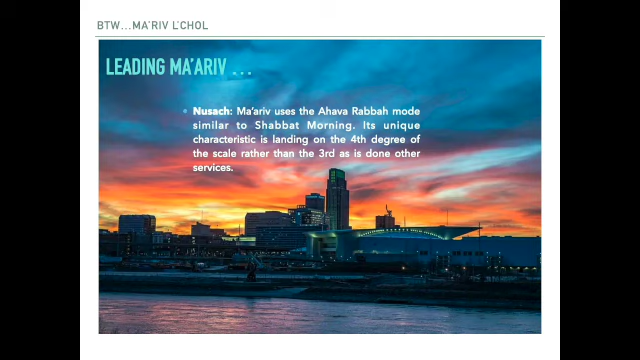 BTW...MA'RIV L'CHOL
LEADING MA'ARIV ...
• Nusach: Ma'ariv uses the Ahava Rabbah mode
similar to Shabbat Morning. Its unique
characteristic is landing on the 4th degree of
the scale rather than the 3rd as is done other
services.